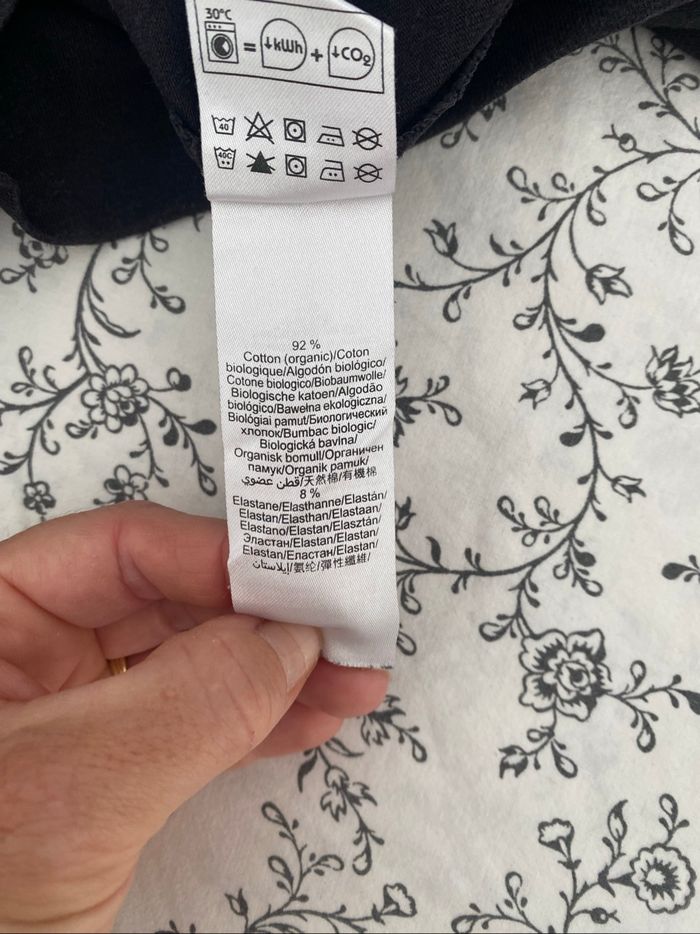 30°C
= ↓kWh + ↓CO2
40
40C
92 %
Cotton (organic)/Coton
biologique/Algodón biológico/
Cotone biologico/Biobaumwolle/
Biologische katoen/Algodão
biológico/Bawełna ekologiczna/
Biológiai pamut/Биологический
хлопок/Bumbac biologic/
Biologická bavlna/
Organisk bomull/Органичен
памук/Organik pamuk/
قطن عضوي/天然棉/有機棉
8 %
Elastane/Elasthanne/Elastán/
Elastan/Elasthan/Elastaan/
Elastano/Elastan/Elasztán/
Эластан/Elastan/Elastan/
Elastan/Еластан/Elastan/
إيلاستان/氨纶/彈性纖維/